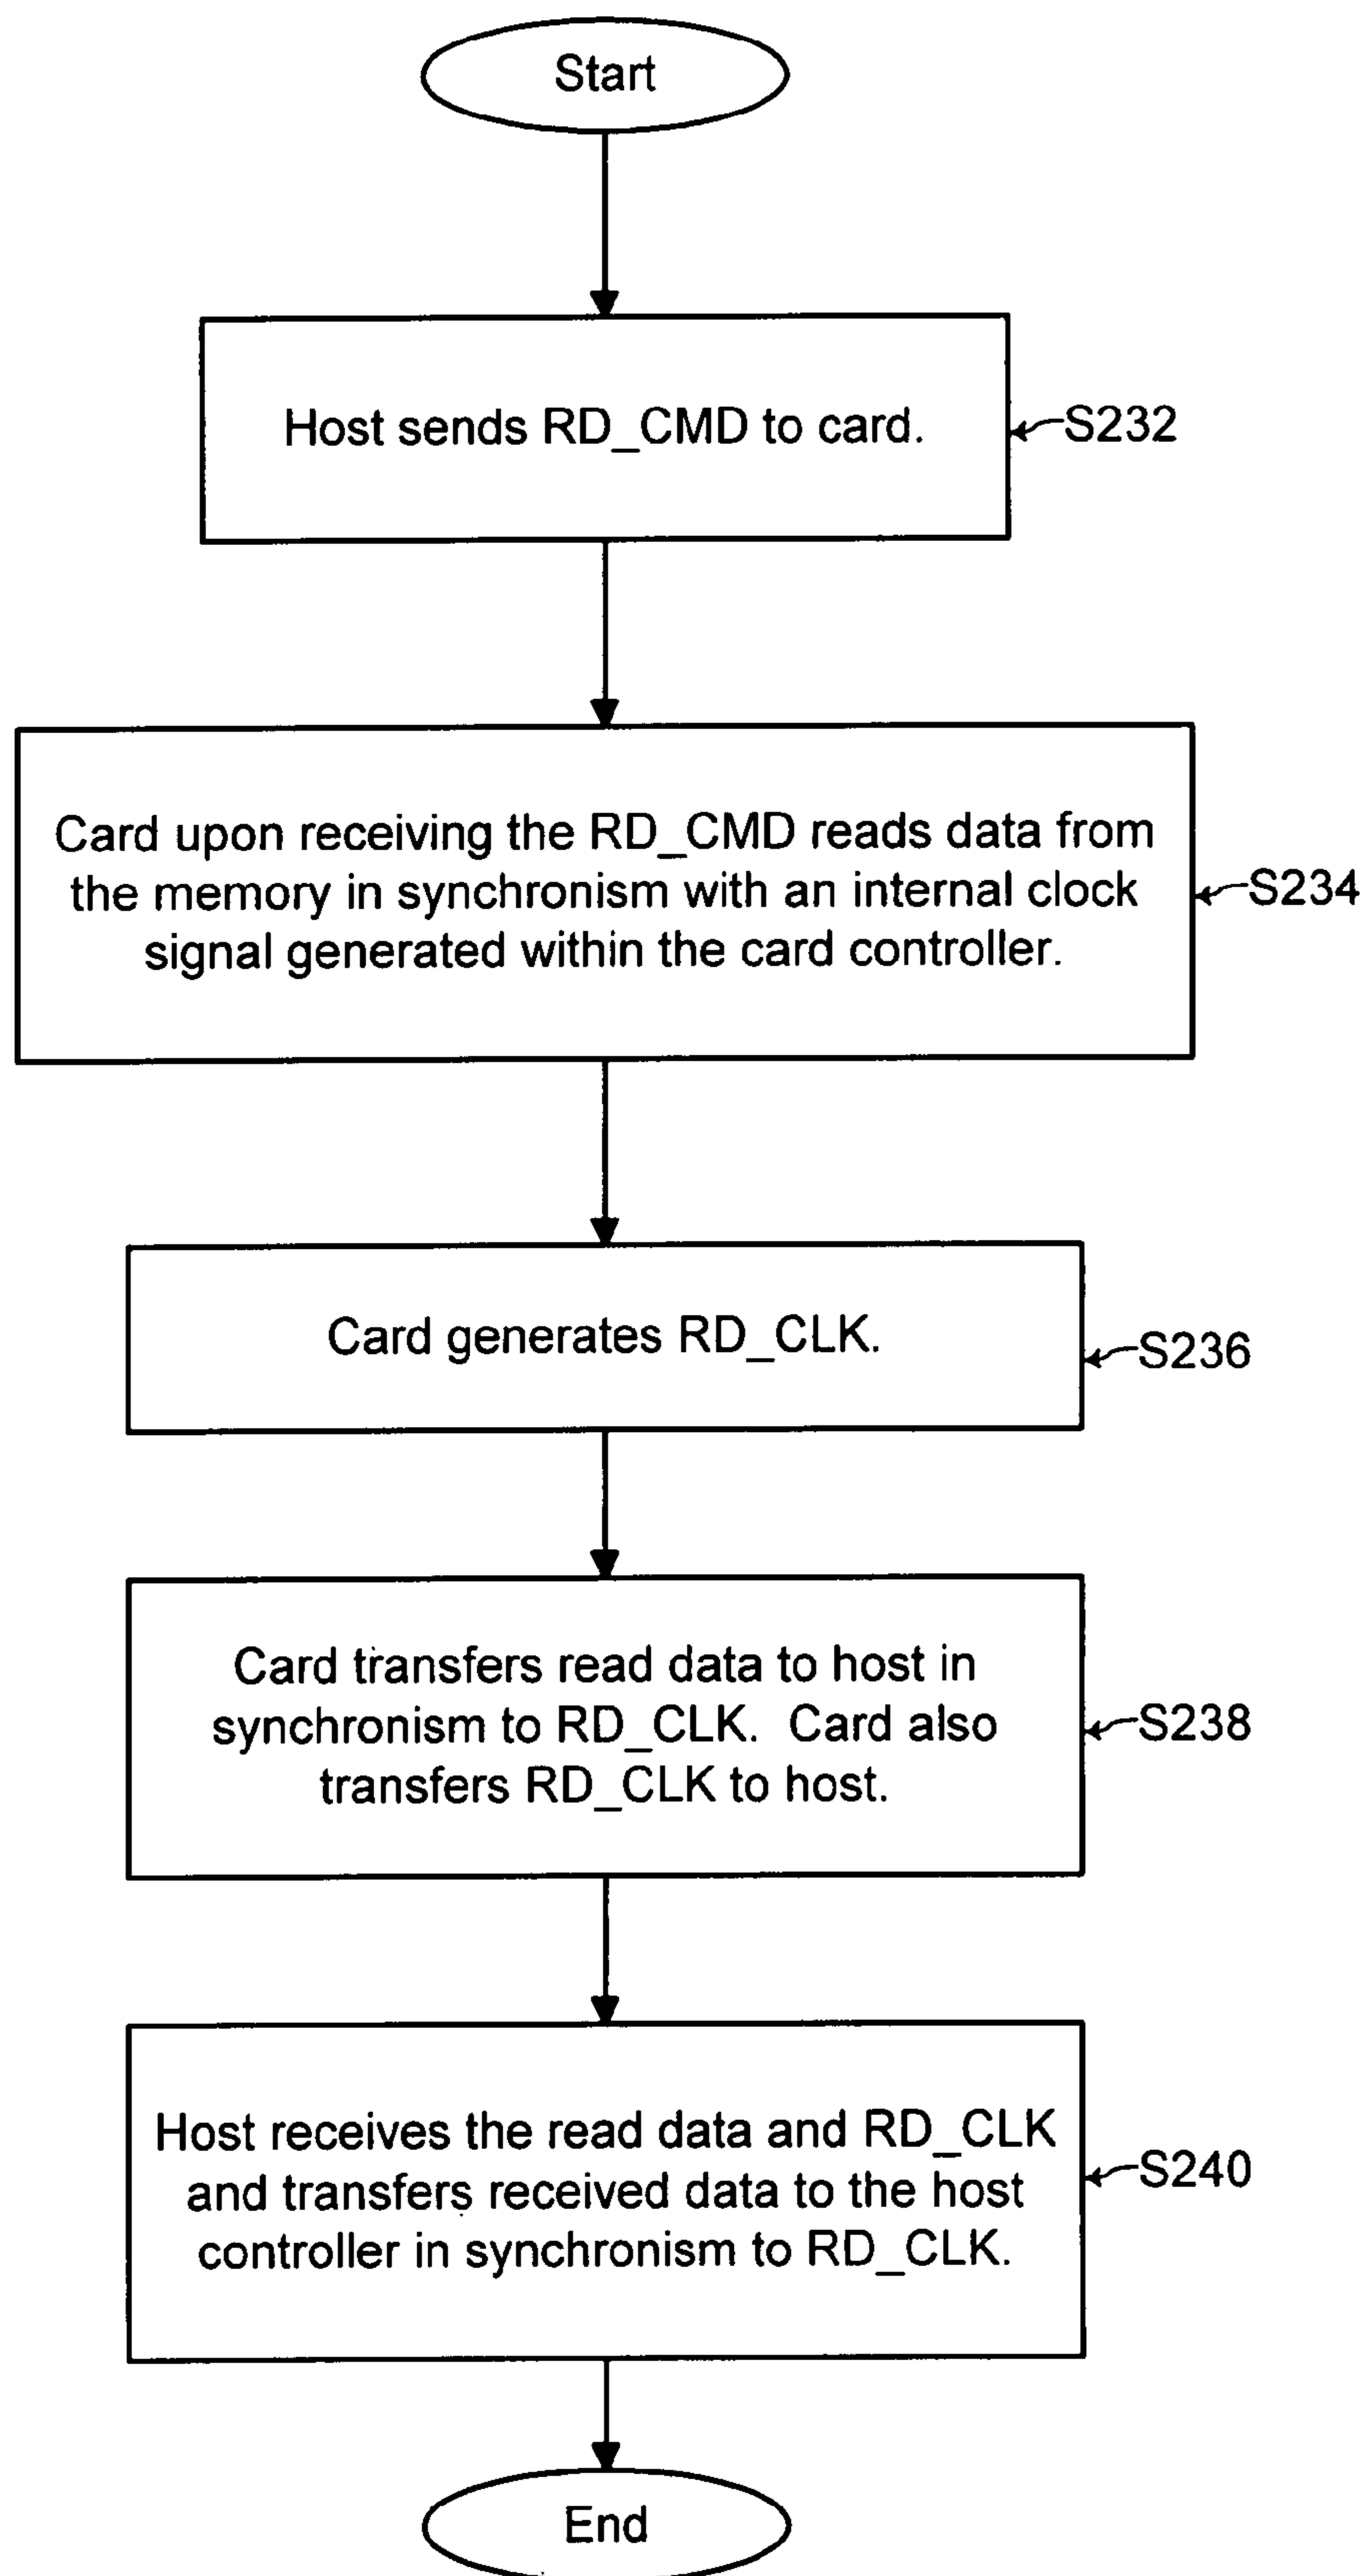 Start
Host sends RD_CMD to card.
S232
Card upon receiving the RD_CMD reads data from
the memory in synchronism with an internal clock
signal generated within the card controller.
S234
Card generates RD_CLK.
S236
Card transfers read data to host in
synchronism to RD_CLK.  Card also
transfers RD_CLK to host.
S238
Host receives the read data and RD_CLK
and transfers received data to the host
controller in synchronism to RD_CLK.
S240
End